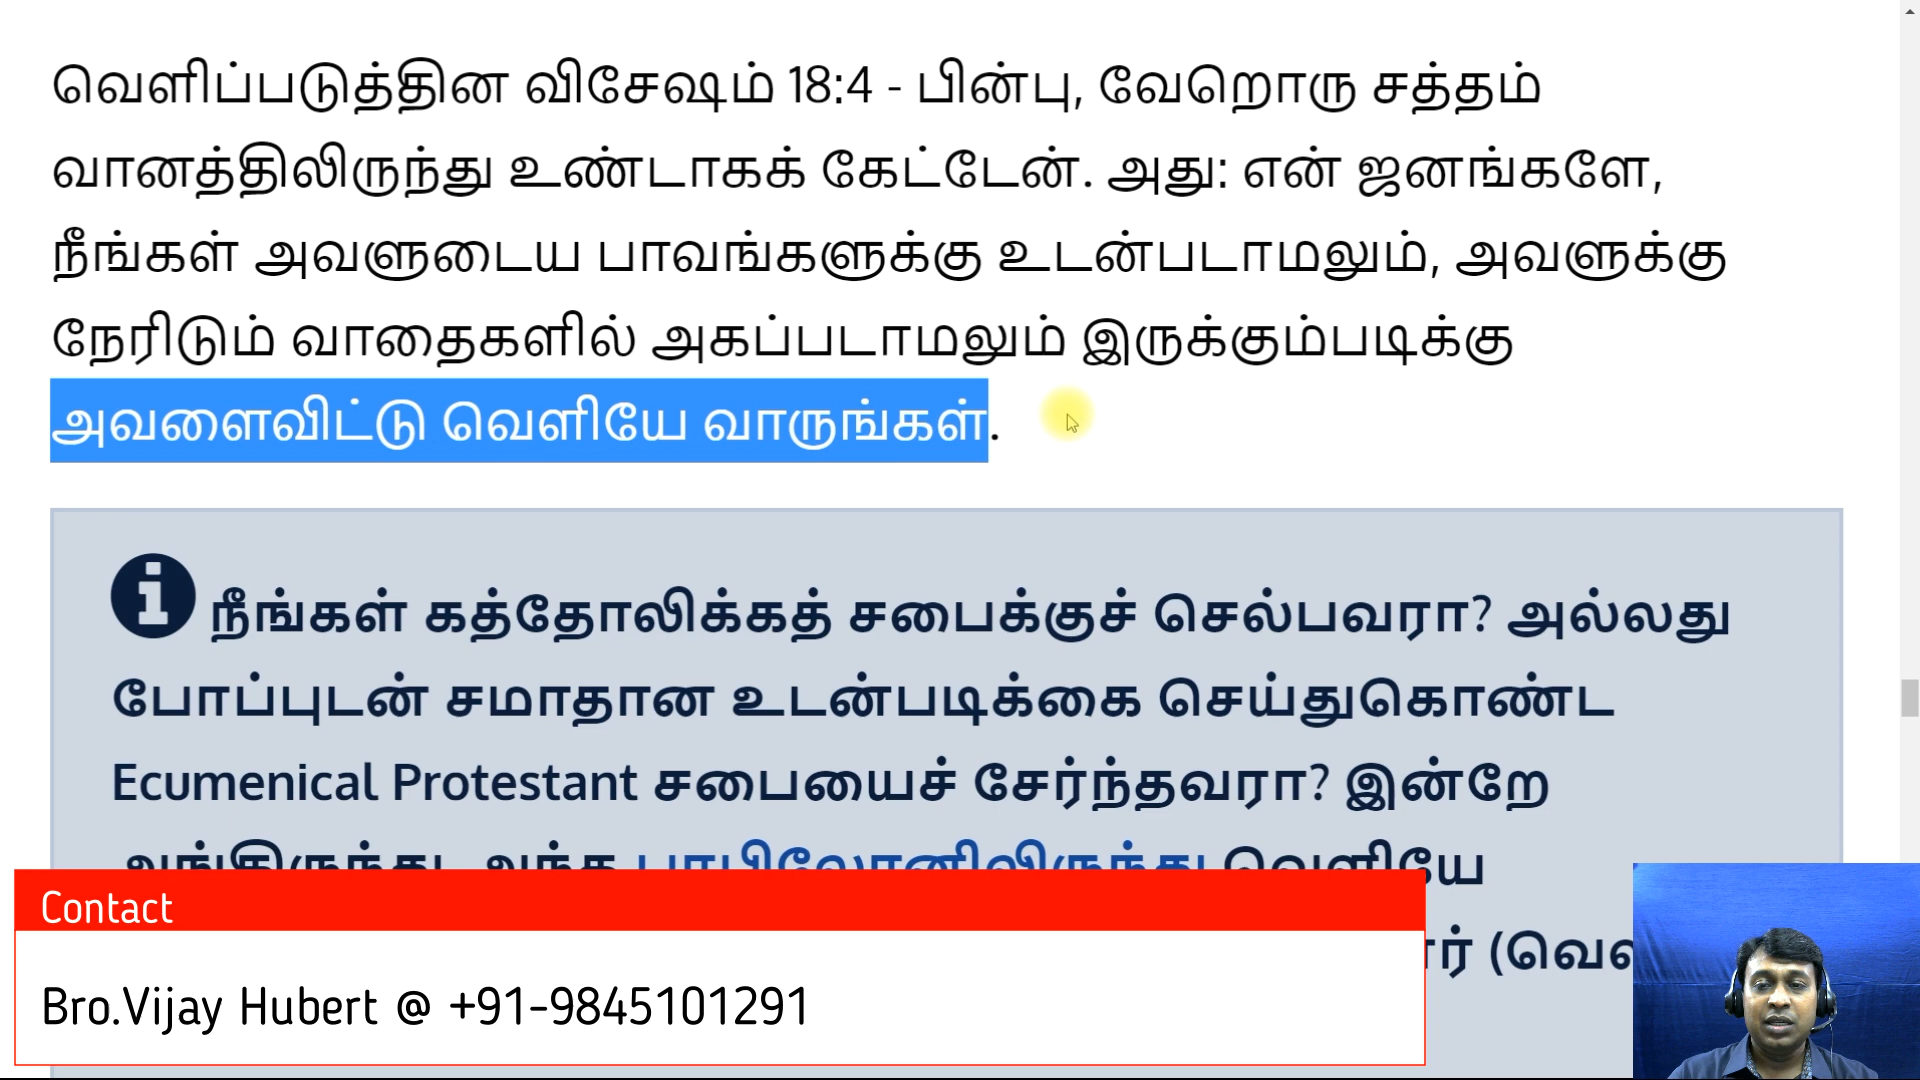 வெளிப்படுத்தின விசேஷம் 18:4 - பின்பு, வேறொரு சத்தம்
வானத்திலிருந்து உண்டாகக் கேட்டேன். அது: என் ஜனங்களே,
நீங்கள் அவளுடைய பாவங்களுக்கு உடன்படாமலும், அவளுக்கு
நேரிடும் வாதைகளில் அகப்படாமலும் இருக்கும்படிக்கு
அவளைவிட்டு வெளியே வாருங்கள்.
நீங்கள் கத்தோலிக்கத் சபைக்குச் செல்பவரா? அல்லது
போப்புடன் சமாதான உடன்படிக்கை செய்துகொண்ட
Ecumenical Protestant சபையைச் சேர்ந்தவரா? இன்றே
அங்கிருந்து, அந்த பாபிலோனிலிருந்து வெளியே
Contact
Bro.Vijay Hubert @ +91-9845101291